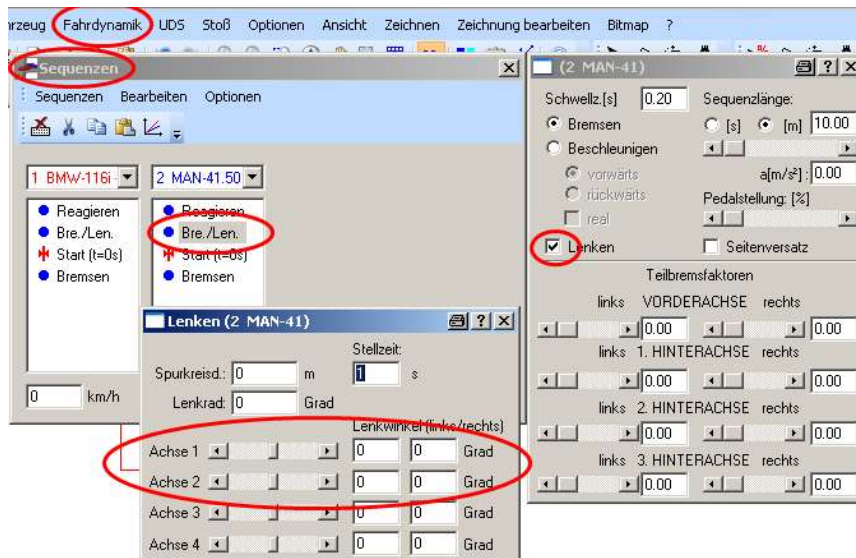 rzeug Fahrdynamik UDS Stoß Optionen Ansicht Zeichnen Zeichnung bearbeiten Bitmap ?
Sequenzen
Sequenzen Bearbeiten Optionen
1 BMW-116i - 2 MAN-41.50
Reagieren
Bre./Len.
Start (t=0s)
Bremsen
Reagieren
Bre./Len.
Start (t=0s)
Bremsen
0 km/h
Lenken (2 MAN-41)
Stellzeit:
Spurkreisd.: 0 m 1 s
Lenkrad: 0 Grad
Lenkwinkel (links/rechts)
Achse 1 0 0 Grad
Achse 2 0 0 Grad
Achse 3 0 0 Grad
Achse 4 0 0 Grad
(2 MAN-41)
Schwellz.[s] 0.20 Sequenzlänge:
Bremsen [s] [m] 10.00
Beschleunigen
vorwärts a[m/s²] : 0.00
rückwärts Pedalstellung: [%]
real
Lenken Seitenversatz
Teilbremsfaktoren
links VORDERACHSE rechts
0.00 0.00
links 1. HINTERACHSE rechts
0.00 0.00
links 2. HINTERACHSE rechts
0.00 0.00
links 3. HINTERACHSE rechts
0.00 0.00